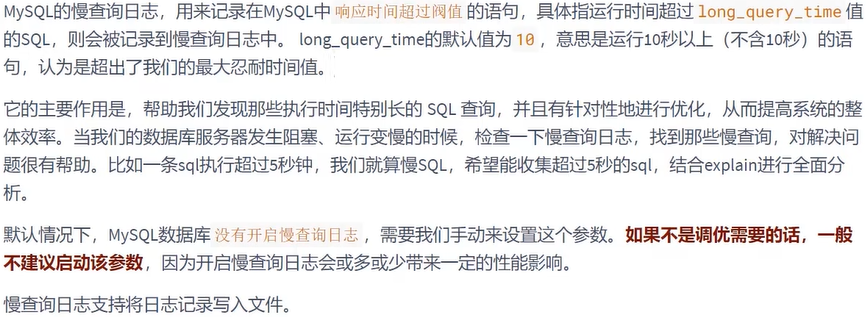 MySQL的慢查询日志，用来记录在MySQL中 响应时间超过阀值 的语句，具体指运行时间超过 long_query_time 值
的SQL，则会被记录到慢查询日志中。 long_query_time的默认值为 10 ，意思是运行10秒以上（不含10秒）的语
句，认为是超出了我们的最大忍耐时间值。
它的主要作用是，帮助我们发现那些执行时间特别长的 SQL 查询，并且有针对性地进行优化，从而提高系统的整
体效率。当我们的数据库服务器发生阻塞、运行变慢的时候，检查一下慢查询日志，找到那些慢查询，对解决问
题很有帮助。比如一条sql执行超过5秒钟，我们就算慢SQL，希望能收集超过5秒的sql，结合explain进行全面分
析。
默认情况下，MySQL数据库 没有开启慢查询日志 ，需要我们手动来设置这个参数。如果不是调优需要的话，一般
不建议启动该参数，因为开启慢查询日志会或多或少带来一定的性能影响。
慢查询日志支持将日志记录写入文件。